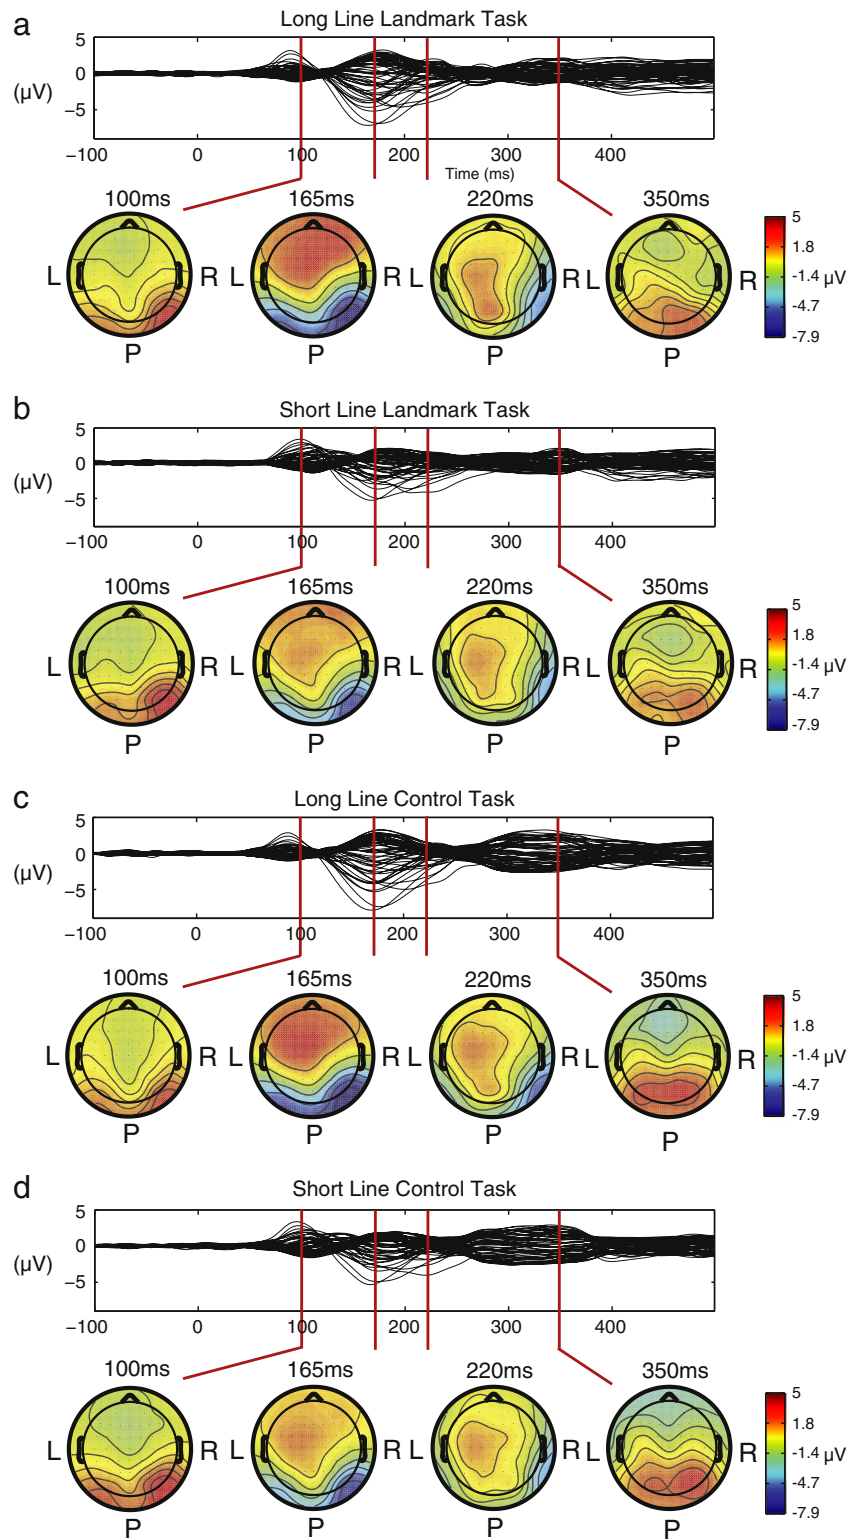 a
Long Line Landmark Task
5
0
−5
(µV)
−100 0 100 200 300 400
Time (ms)
100ms 165ms 220ms 350ms
L R L R L R L R
P P P P
5
1.8
-1.4 µV
-4.7
-7.9
b
Short Line Landmark Task
5
0
−5
(µV)
−100 0 100 200 300 400
100ms 165ms 220ms 350ms
L R L R L R L R
P P P P
5
1.8
-1.4 µV
-4.7
-7.9
c
Long Line Control Task
5
0
−5
(µV)
−100 0 100 200 300 400
100ms 165ms 220ms 350ms
L R L R L R L R
P P P P
5
1.8
-1.4 µV
-4.7
-7.9
d
Short Line Control Task
5
0
−5
(µV)
−100 0 100 200 300 400
100ms 165ms 220ms 350ms
L R L R L R L R
P P P P
5
1.8
-1.4 µV
-4.7
-7.9